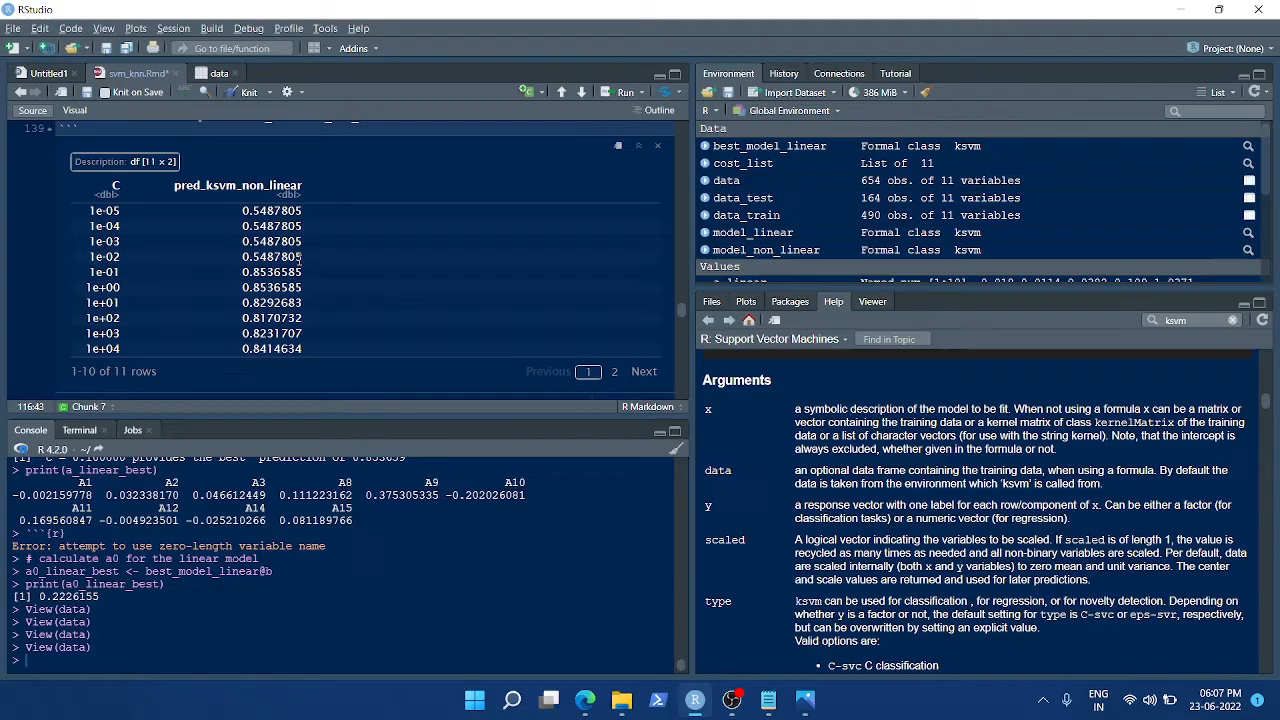 RStudio
File Edit Code View Plots Session Build Debug Profile Tools Help
Go to file/function Addins Project: (None)
Untitled1 svm_knn.Rmd* data
Knit on Save ABC Knit Run
Source Visual Outline
139 ```
Description: df [11 x 2]
C pred_ksvm_non_linear
<dbl> <dbl>
1e-05 0.5487805
1e-04 0.5487805
1e-03 0.5487805
1e-02 0.5487805
1e-01 0.8536585
1e+00 0.8536585
1e+01 0.8292683
1e+02 0.8170732
1e+03 0.8231707
1e+04 0.8414634
1-10 of 11 rows Previous 1 2 Next
116:43 Chunk 7 R Markdown
Console Terminal Jobs
R 4.2.0 · ~/
[1] "C = 0.100000 provides the best prediction of 0.853659"
> print(a_linear_best)
A1 A2 A3 A8 A9 A10
-0.002159778 0.032338170 0.046612449 0.111223162 0.375305335 -0.202026081
A11 A12 A14 A15
0.169560847 -0.004923501 -0.025210266 0.081189766
> ```{r}
Error: attempt to use zero-length variable name
> # calculate a0 for the linear model
> a0_linear_best <- best_model_linear@b
> print(a0_linear_best)
[1] 0.2226155
> View(data)
> View(data)
> View(data)
> View(data)
>
Environment History Connections Tutorial
Import Dataset 386 MiB List
R Global Environment
Data
best_model_linear Formal class ksvm
cost_list List of 11
data 654 obs. of 11 variables
data_test 164 obs. of 11 variables
data_train 490 obs. of 11 variables
model_linear Formal class ksvm
model_non_linear Formal class ksvm
Values
Files Plots Packages Help Viewer
ksvm
R: Support Vector Machines Find in Topic
Arguments
x a symbolic description of the model to be fit. When not using a formula x can be a matrix or
vector containing the training data or a kernel matrix of class kernelMatrix of the training
data or a list of character vectors (for use with the string kernel). Note, that the intercept is
always excluded, whether given in the formula or not.
data an optional data frame containing the training data, when using a formula. By default the
data is taken from the environment which 'ksvm' is called from.
y a response vector with one label for each row/component of x. Can be either a factor (for
classification tasks) or a numeric vector (for regression).
scaled A logical vector indicating the variables to be scaled. If scaled is of length 1, the value is
recycled as many times as needed and all non-binary variables are scaled. Per default, data
are scaled internally (both x and y variables) to zero mean and unit variance. The center
and scale values are returned and used for later predictions.
type ksvm can be used for classification , for regression, or for novelty detection. Depending on
whether y is a factor or not, the default setting for type is C-svc or eps-svr, respectively,
but can be overwritten by setting an explicit value.
Valid options are:
• C-svc C classification
ENG
IN
06:07 PM
23-06-2022
1